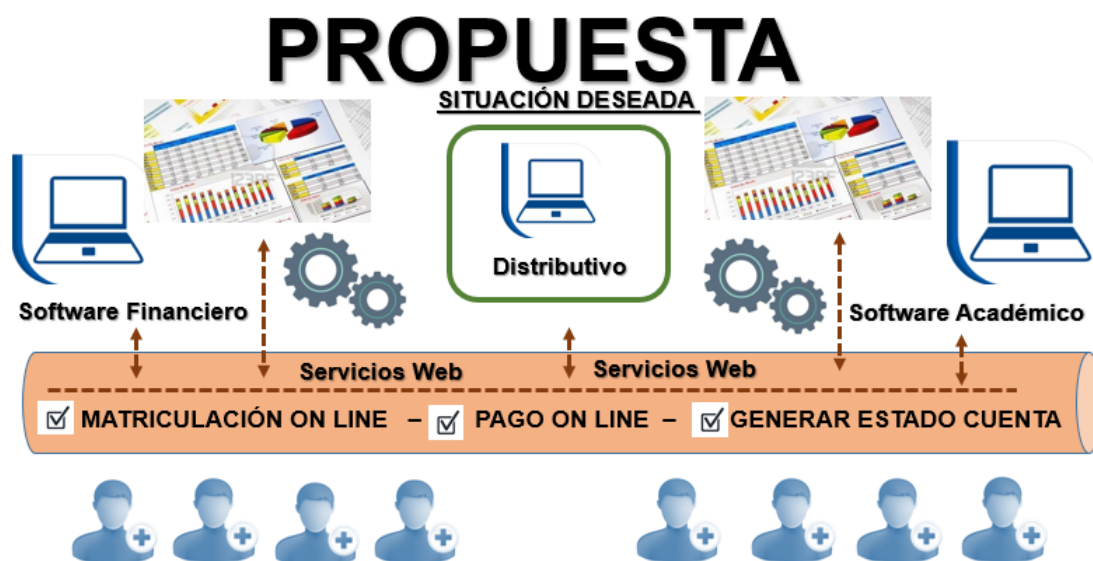 PROPUESTA
SITUACIÓN DESEADA
Distributivo
Software Financiero
Software Académico
Servicios Web
Servicios Web
MATRICULACIÓN ON LINE – PAGO ON LINE – GENERAR ESTADO CUENTA